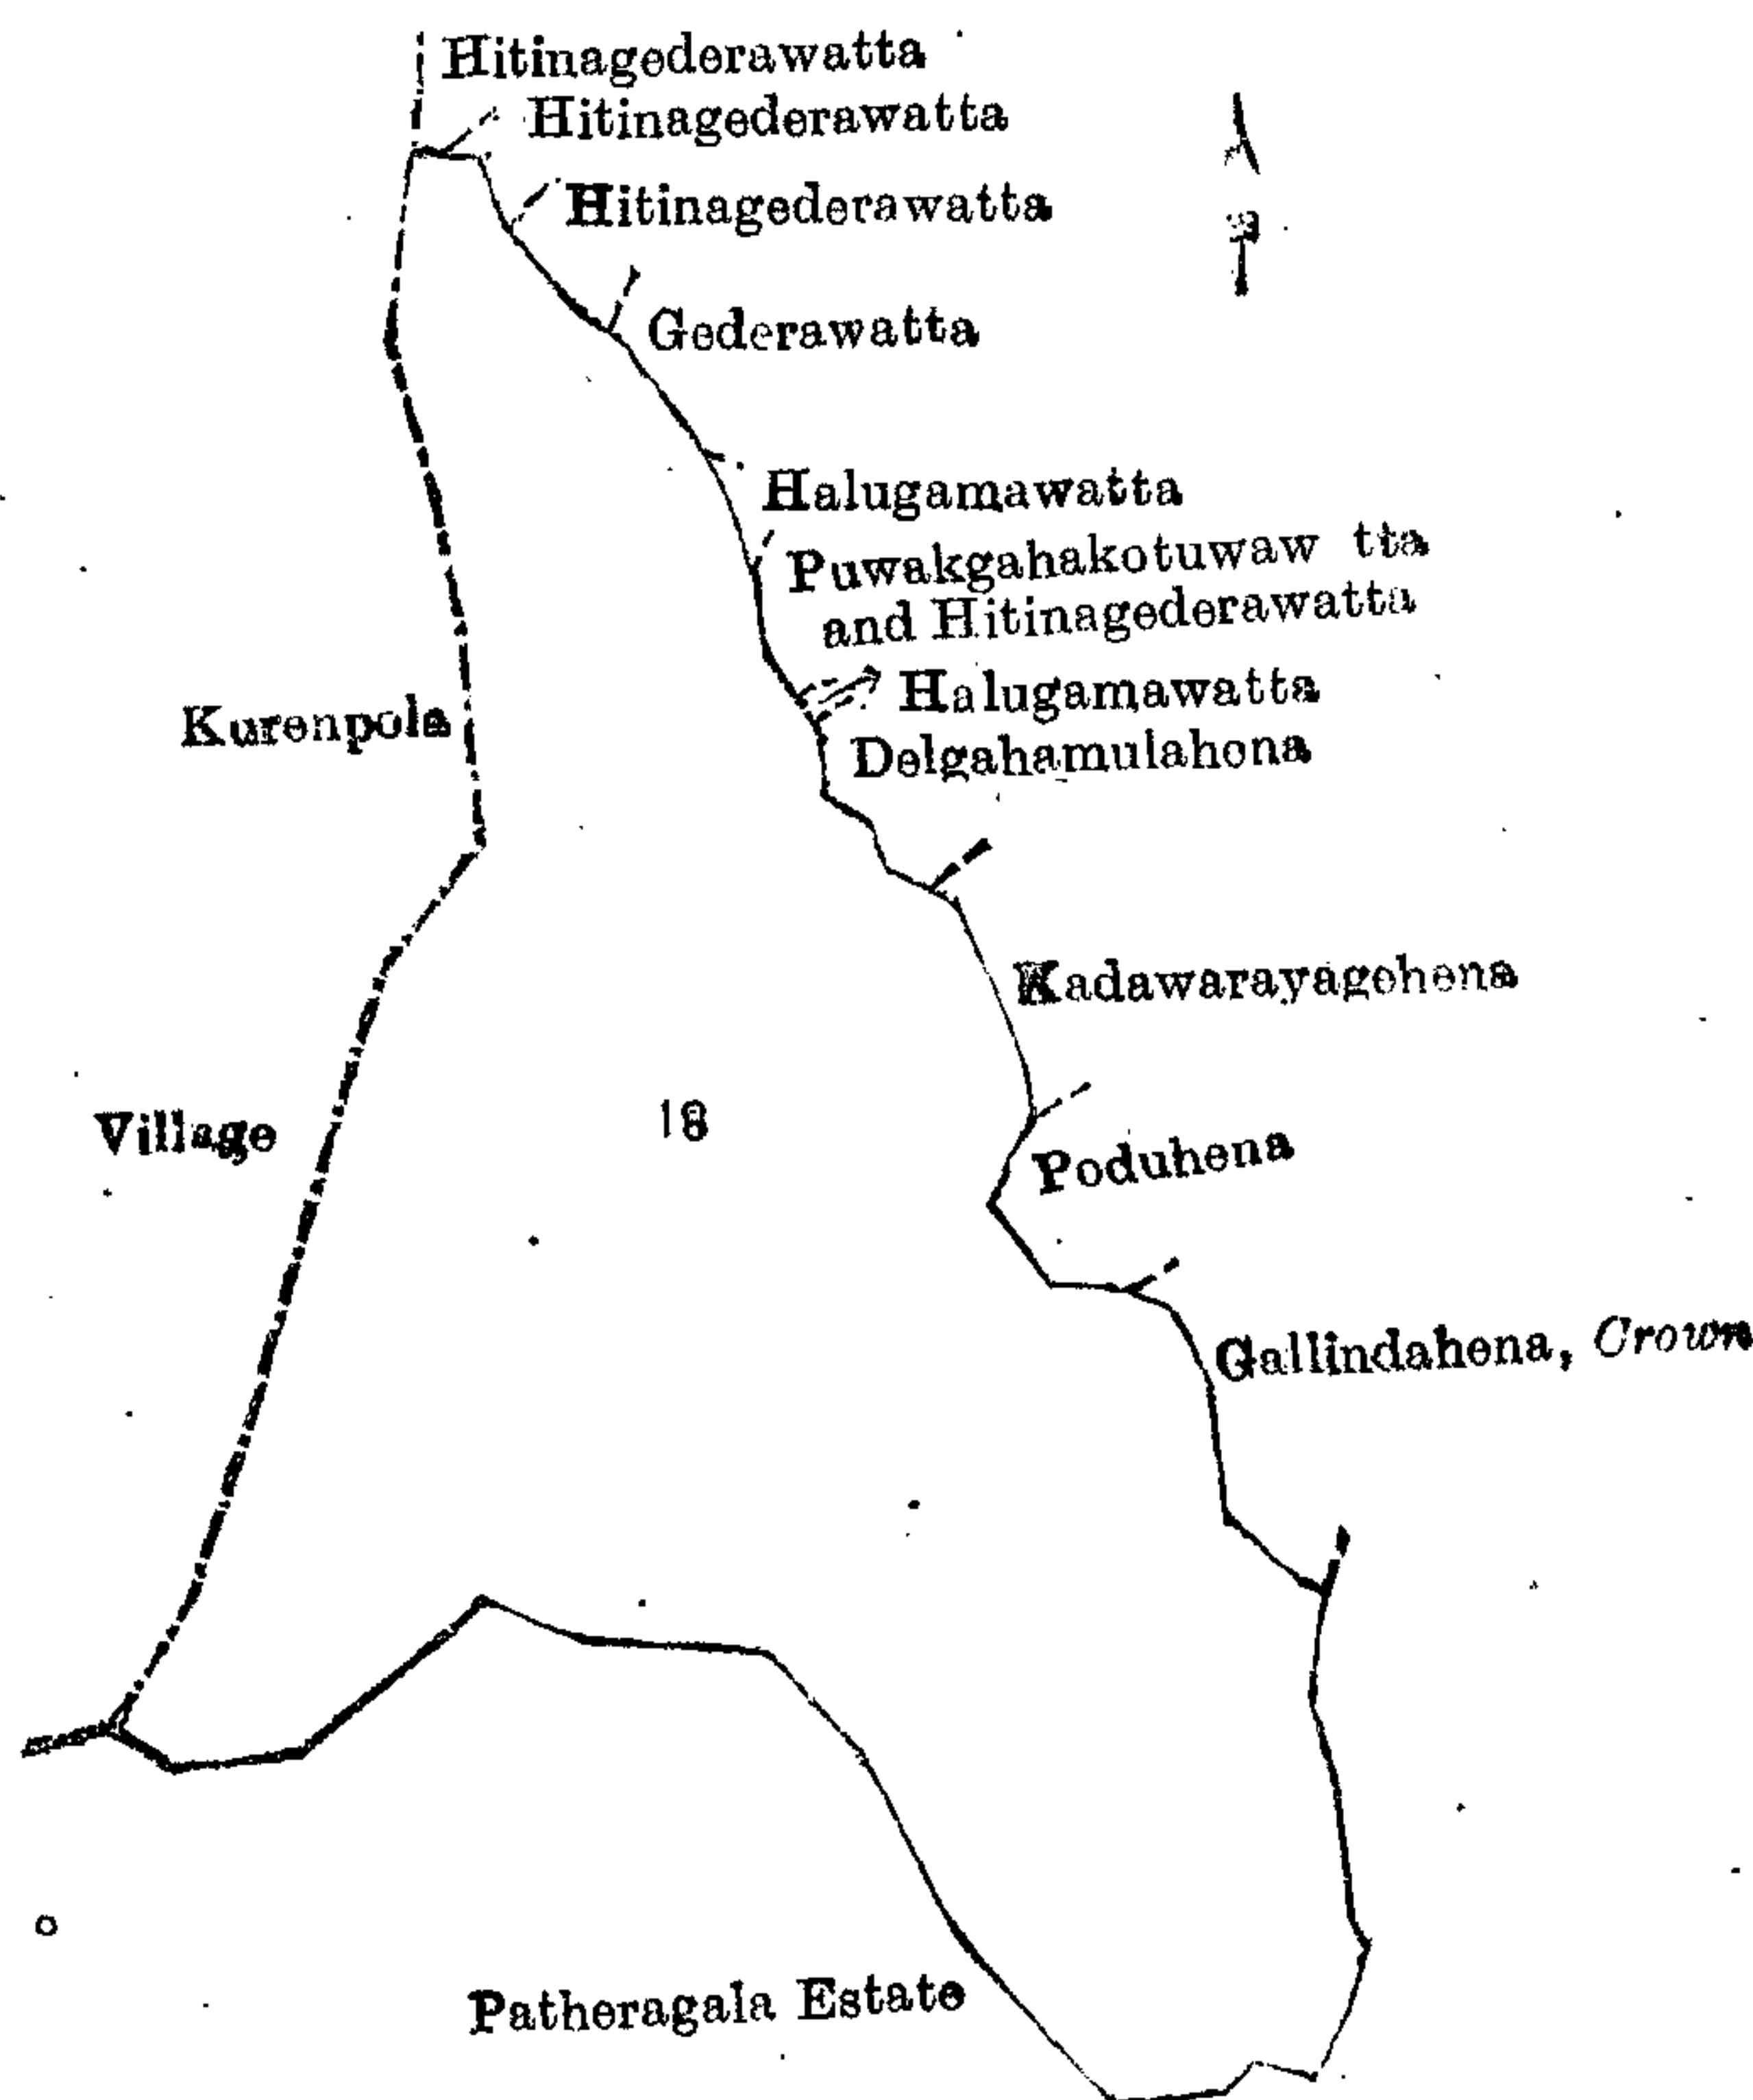 Hitinagederawatta
Hitinagederawatta
Hitinagederawatta
Gederawatta
Halugamawatta
Puwakgahakotuwaw tta
and Hitinagederawatta
Halugamawatta
Kurenpola
Delgahamulahena
Kadawarayagehena
Village
18
Poduhena
Gallindahena, Crown
Patheragala Estate